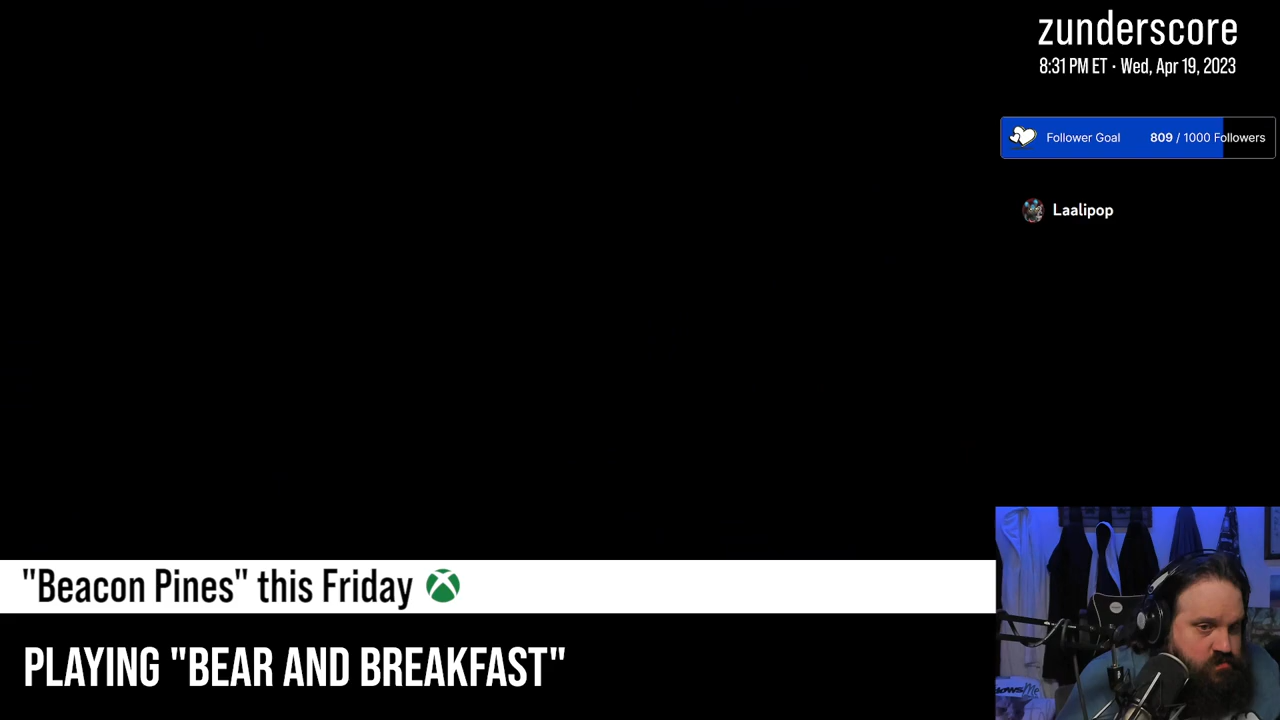 zunderscore
8:31 PM ET · Wed, Apr 19, 2023
Follower Goal 809 / 1000 Followers
Laalipop
"Beacon Pines" this Friday
PLAYING "BEAR AND BREAKFAST"